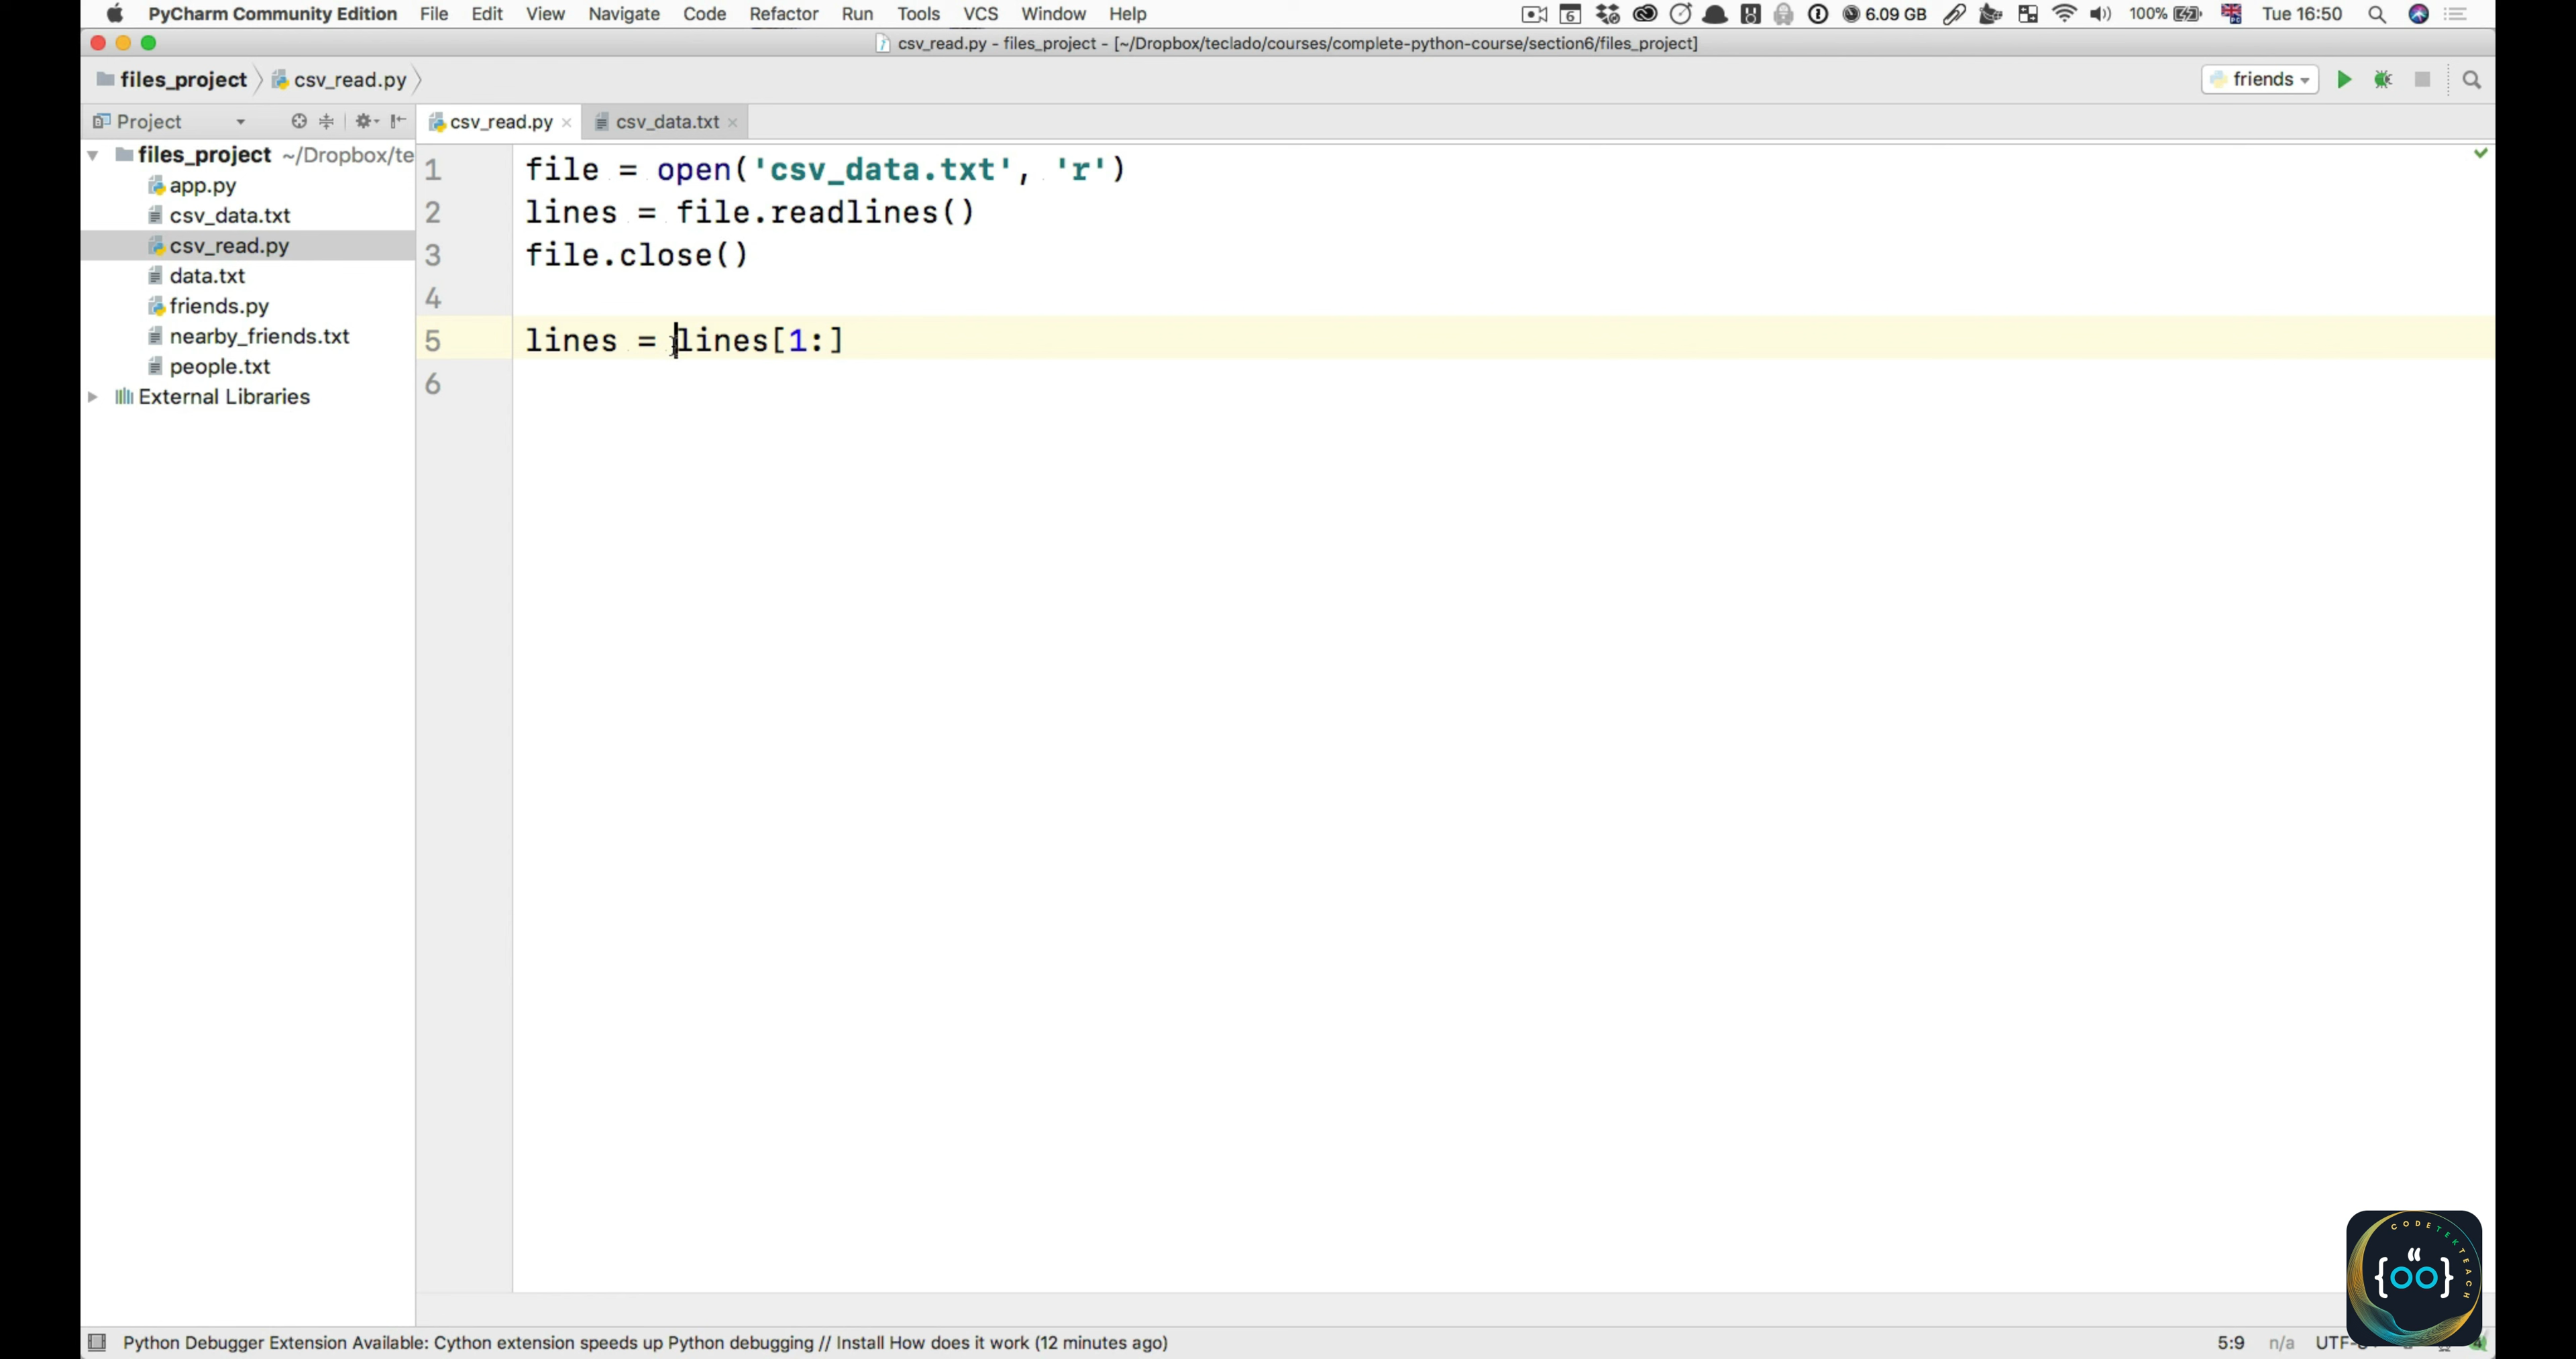 PyCharm Community Edition File Edit View Navigate Code Refactor Run Tools VCS Window Help 6 6.09 GB 100% Tue 16:50
csv_read.py - files_project - [~/Dropbox/teclado/courses/complete-python-course/section6/files_project]
files_project csv_read.py friends
Project csv_read.py csv_data.txt
files_project ~/Dropbox/te
app.py
csv_data.txt
csv_read.py
data.txt
friends.py
nearby_friends.txt
people.txt
External Libraries
1 file = open('csv_data.txt', 'r')
2 lines = file.readlines()
3 file.close()
4
5 lines = lines[1:]
6
CODETEKTEACH
Python Debugger Extension Available: Cython extension speeds up Python debugging // Install How does it work (12 minutes ago) 5:9 n/a